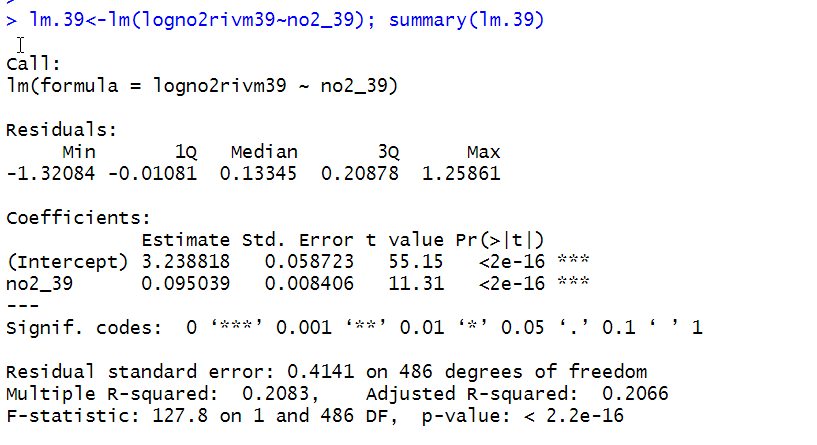 > lm.39<-lm(logno2rivm39~no2_39); summary(lm.39)
Call:
lm(formula = logno2rivm39 ~ no2_39)
Residuals:
     Min       1Q   Median       3Q      Max
-1.32084 -0.01081  0.13345  0.20878  1.25861
Coefficients:
            Estimate Std. Error t value Pr(>|t|)
(Intercept) 3.238818   0.058723   55.15   <2e-16 ***
no2_39      0.095039   0.008406   11.31   <2e-16 ***
---
Signif. codes:  0 ‘***’ 0.001 ‘**’ 0.01 ‘*’ 0.05 ‘.’ 0.1 ‘ ’ 1
Residual standard error: 0.4141 on 486 degrees of freedom
Multiple R-squared:  0.2083,    Adjusted R-squared:  0.2066
F-statistic: 127.8 on 1 and 486 DF,  p-value: < 2.2e-16